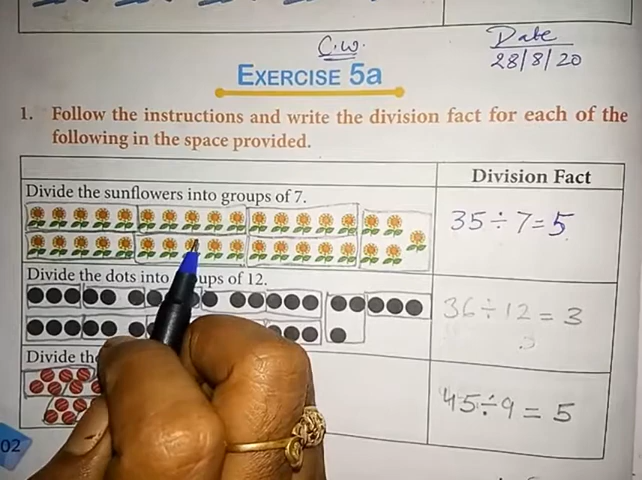 C.W.
Date
28/8/20
EXERCISE 5a
1. Follow the instructions and write the division fact for each of the
following in the space provided.
Division Fact
Divide the sunflowers into groups of 7.
35÷7=5
Divide the dots into ups of 12.
36÷12=3
Divide th
45÷9=5
02